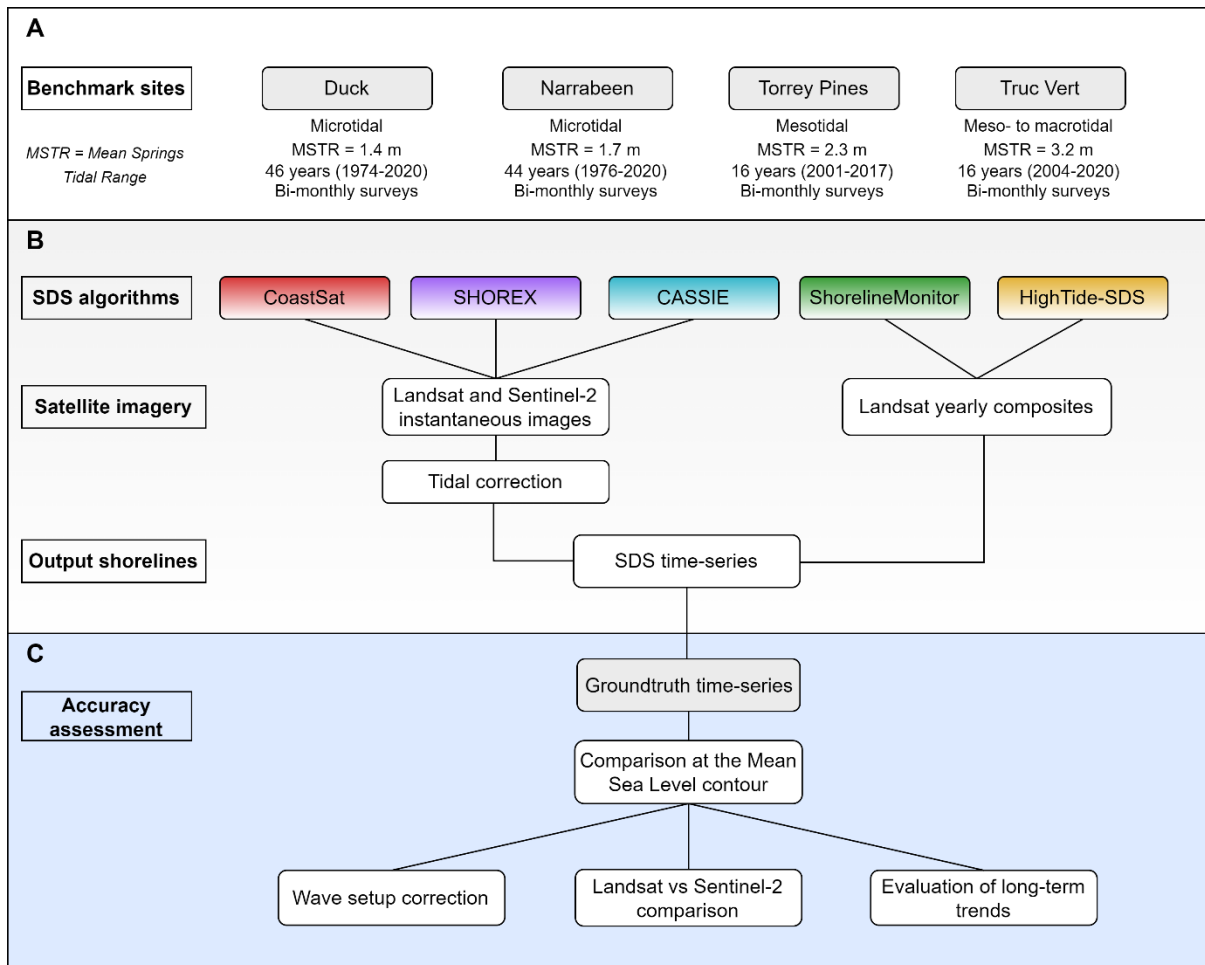 A
Benchmark sites
Duck
Narrabeen
Torrey Pines
Truc Vert
MSTR = Mean Springs
Tidal Range
Microtidal
MSTR = 1.4 m
46 years (1974-2020)
Bi-monthly surveys
Microtidal
MSTR = 1.7 m
44 years (1976-2020)
Bi-monthly surveys
Mesotidal
MSTR = 2.3 m
16 years (2001-2017)
Bi-monthly surveys
Meso- to macrotidal
MSTR = 3.2 m
16 years (2004-2020)
Bi-monthly surveys
B
SDS algorithms
CoastSat
SHOREX
CASSIE
ShorelineMonitor
HighTide-SDS
Satellite imagery
Landsat and Sentinel-2
instantaneous images
Landsat yearly composites
Tidal correction
Output shorelines
SDS time-series
C
Accuracy
assessment
Groundtruth time-series
Comparison at the Mean
Sea Level contour
Wave setup correction
Landsat vs Sentinel-2
comparison
Evaluation of long-term
trends